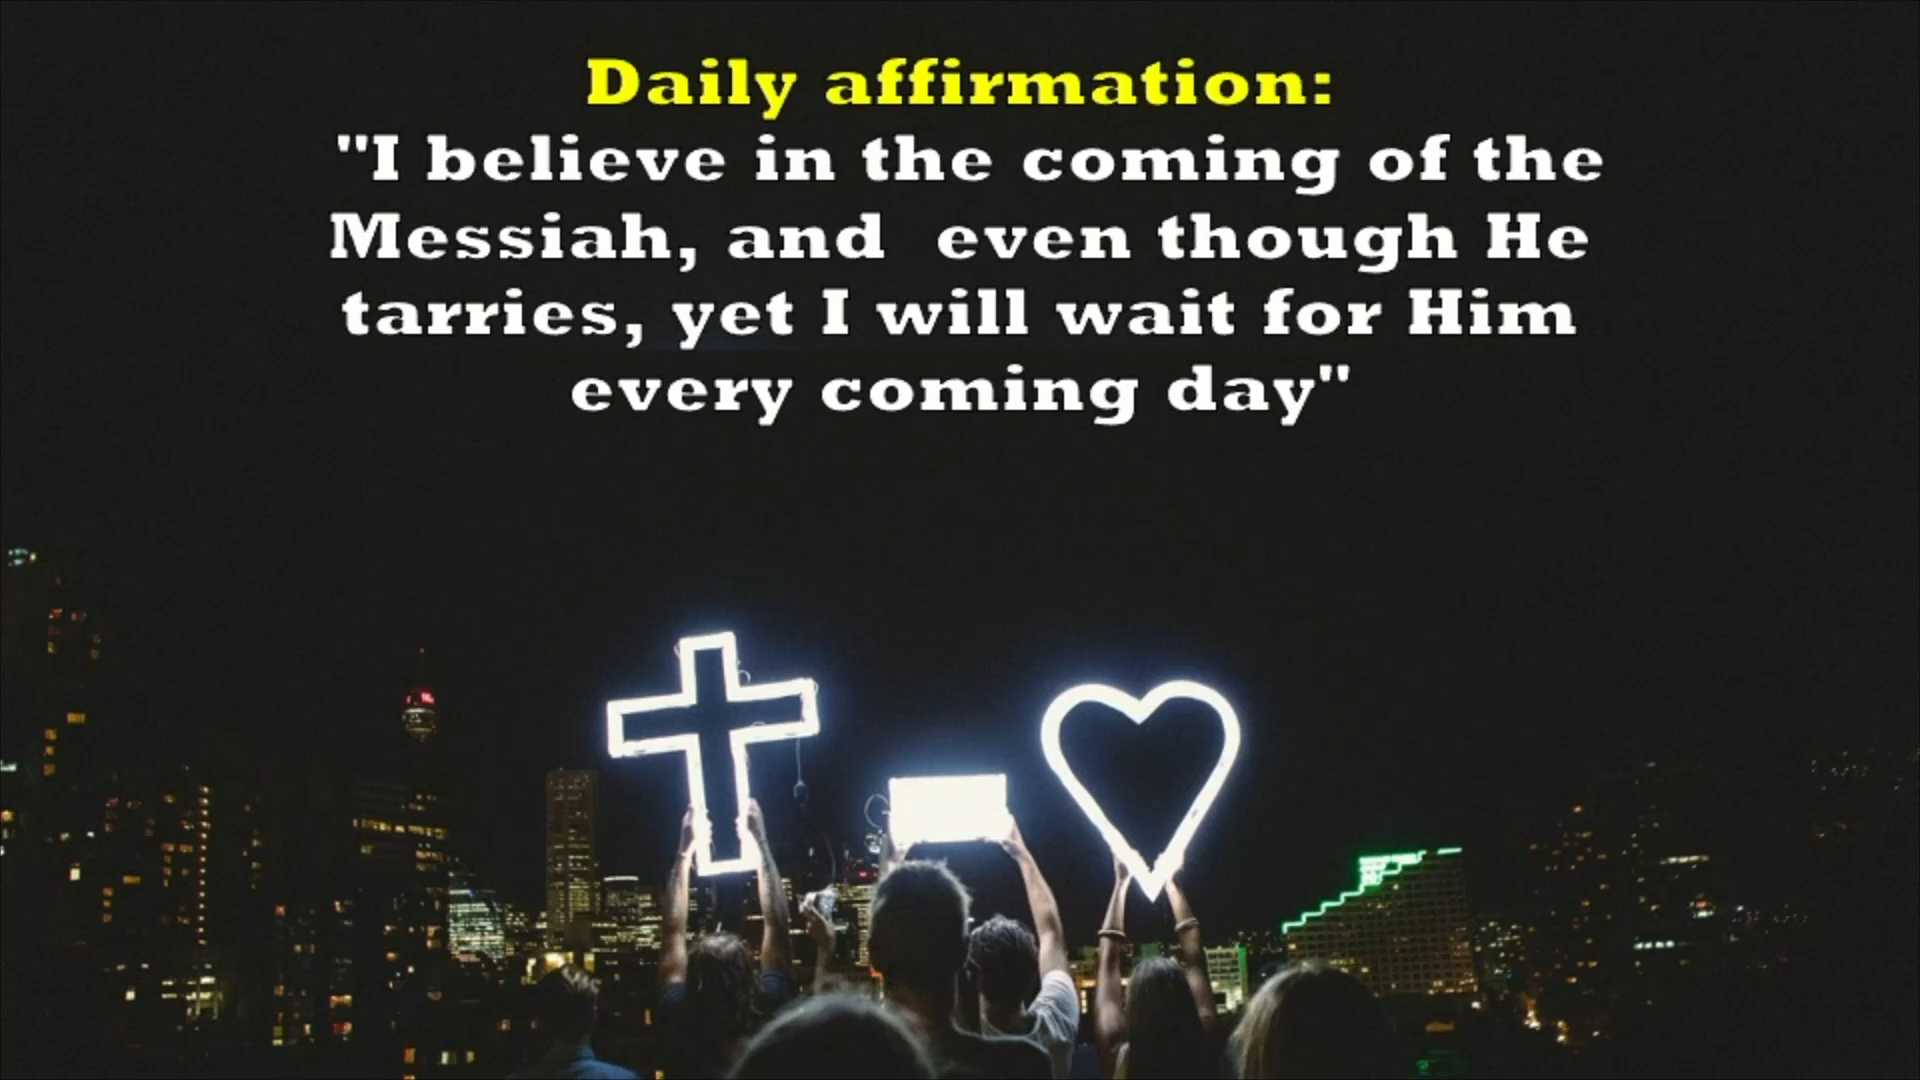 Daily affirmation:
"I believe in the coming of the
Messiah, and  even though He
tarries, yet I will wait for Him
every coming day"